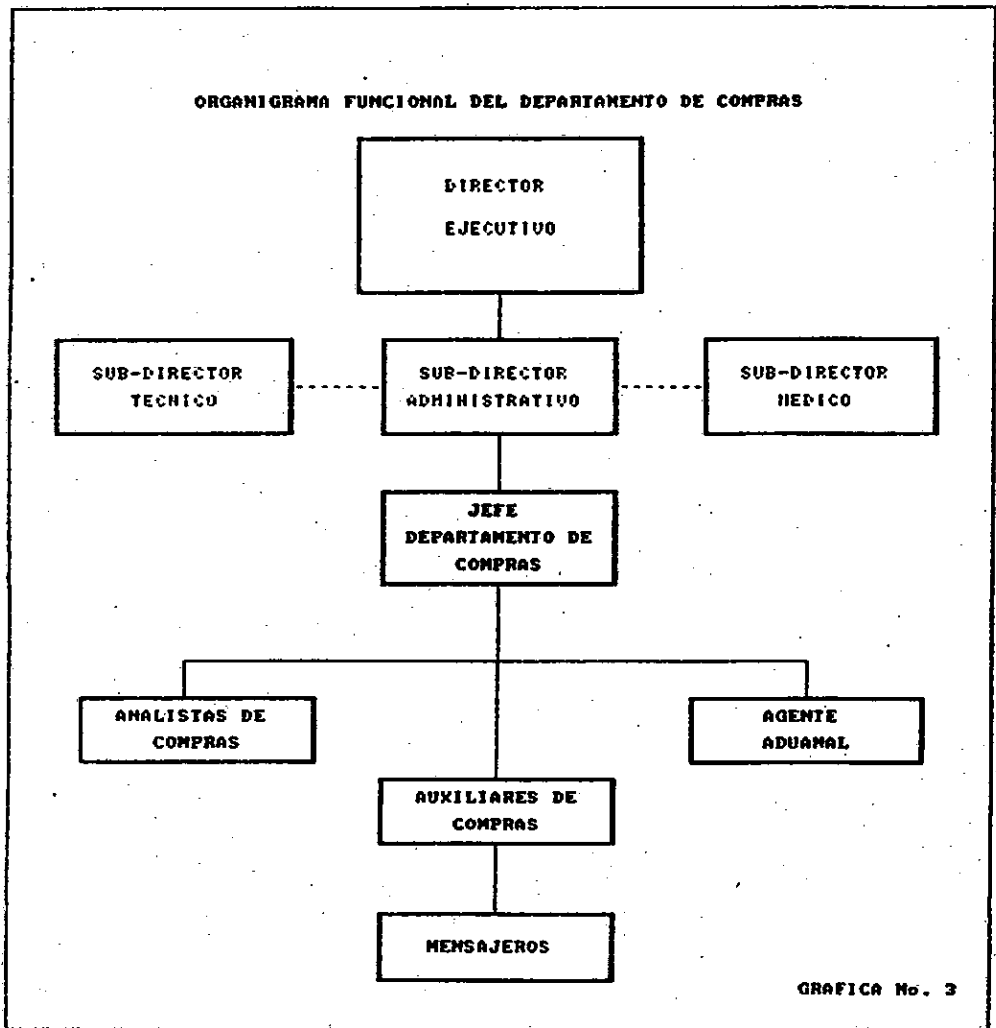 ORGANIGRAMA FUNCIONAL DEL DEPARTAMENTO DE COMPRAS
DIRECTOR
EJECUTIVO
SUB-DIRECTOR
TECNICO
SUB-DIRECTOR
ADMINISTRATIVO
SUB-DIRECTOR
MEDICO
JEFE
DEPARTAMENTO DE
COMPRAS
ANALISTAS DE
COMPRAS
AGENTE
ADUANAL
AUXILIARES DE
COMPRAS
MENSAJEROS
GRAFICA No. 3